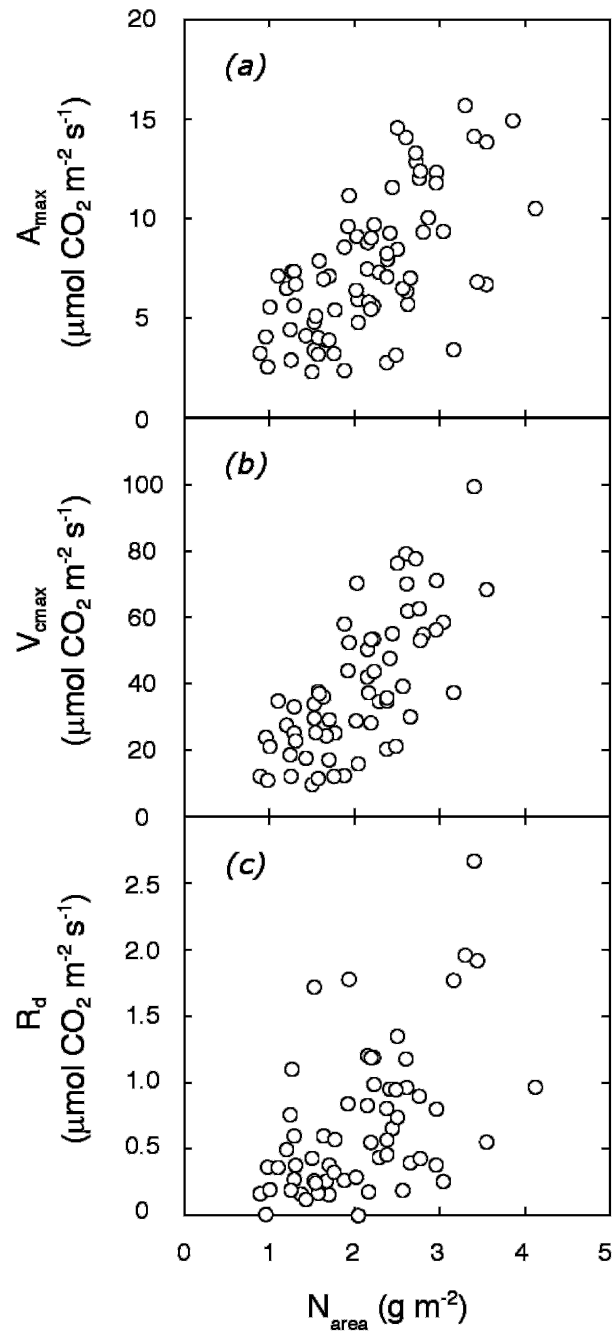 20
(a)
15
10
5
0
A_max
(μmol CO₂ m⁻² s⁻¹)
(b)
100
80
60
40
20
0
V_cmax
(μmol CO₂ m⁻² s⁻¹)
(c)
2.5
2.0
1.5
1.0
0.5
0
R_d
(μmol CO₂ m⁻² s⁻¹)
0 1 2 3 4 5
N_area (g m⁻²)